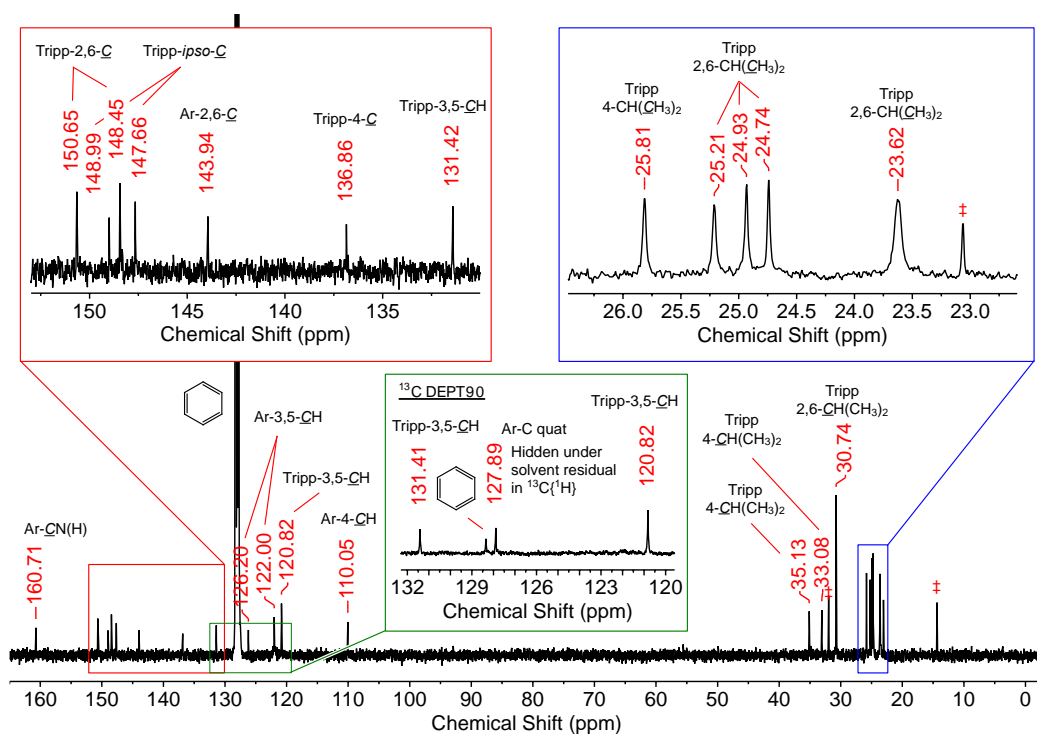 Tripp-2,6-C
Tripp-ipso-C
150.65
148.99
148.45
147.66
Ar-2,6-C
143.94
Tripp-4-C
136.86
Tripp-3,5-CH
131.42
150
145
140
135
Chemical Shift (ppm)
Tripp
4-CH(CH₃)₂
25.81
Tripp
2,6-CH(CH₃)₂
25.21
24.93
24.74
Tripp
2,6-CH(CH₃)₂
23.62
‡
26.0
25.5
25.0
24.5
24.0
23.5
23.0
Chemical Shift (ppm)
¹³C DEPT90
Tripp-3,5-CH
131.41
127.89
Ar-C quat
Hidden under
solvent residual
in ¹³C{¹H}
Tripp-3,5-CH
120.82
132
130
128
126
124
122
120
Chemical Shift (ppm)
Ar-CN(H)
160.71
Ar-3,5-CH
126.20
122.00
Tripp-3,5-CH
120.82
Ar-4-CH
110.05
Tripp
4-CH(CH₃)₂
Tripp
4-CH(CH₃)₂
35.13
33.08
‡
Tripp
2,6-CH(CH₃)₂
30.74
‡
160
150
140
130
120
110
100
90
80
70
60
50
40
30
20
10
0
Chemical Shift (ppm)